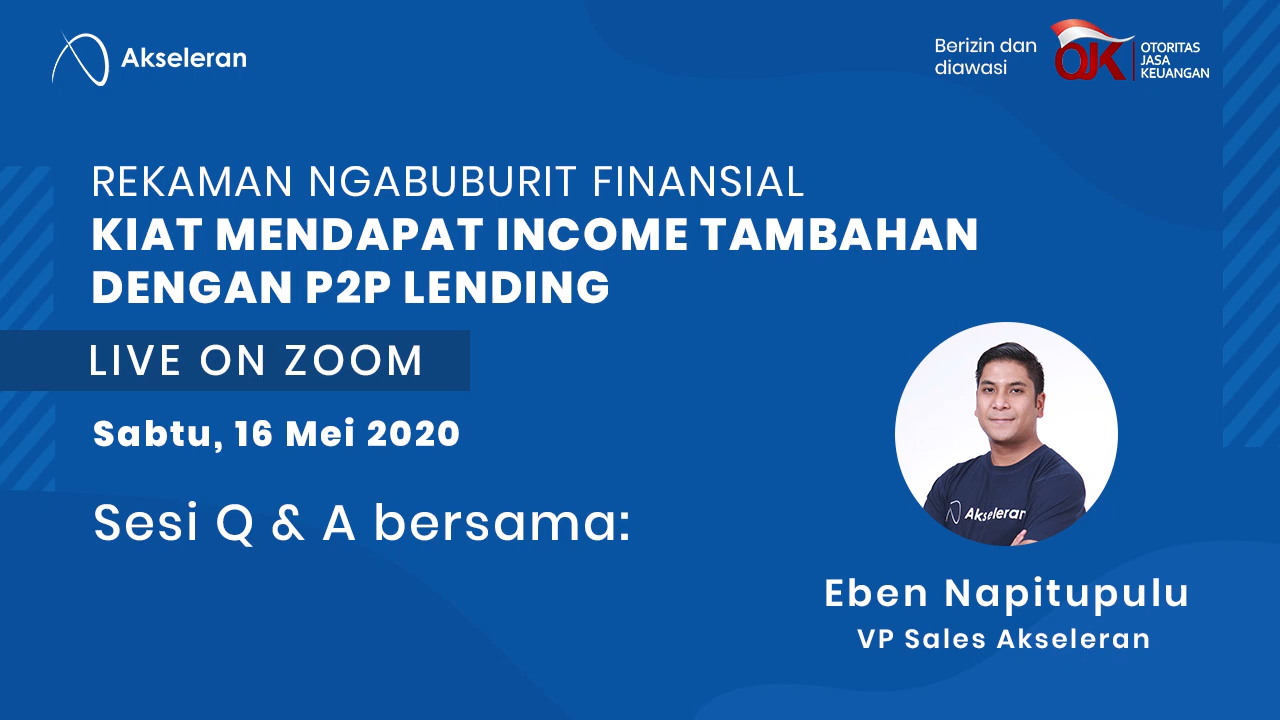 Akseleran
Berizin dan
diawasi
OJK
OTORITAS
JASA
KEUANGAN
REKAMAN NGABUBURIT FINANSIAL
KIAT MENDAPAT INCOME TAMBAHAN
DENGAN P2P LENDING
LIVE ON ZOOM
Sabtu, 16 Mei 2020
Sesi Q & A bersama:
Akseleran
Eben Napitupulu
VP Sales Akseleran